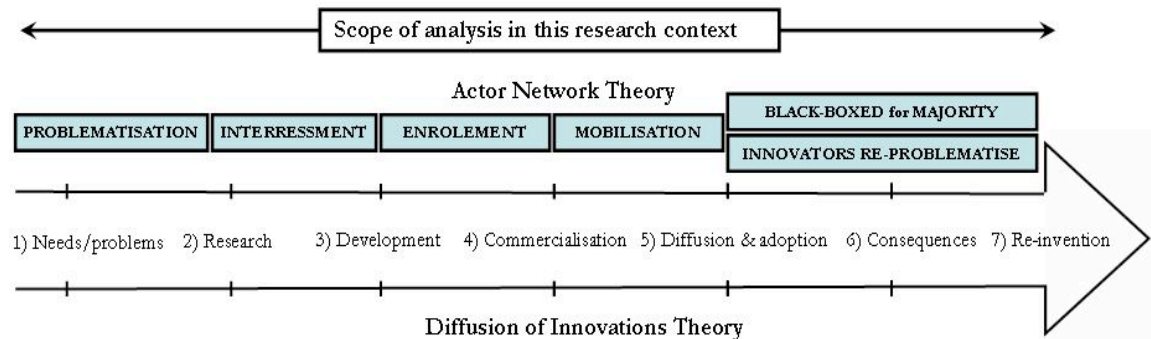 Scope of analysis in this research context
Actor Network Theory
BLACK-BOXED for MAJORITY
PROBLEMATISATION INTERRESSMENT ENROLEMENT MOBILISATION
INNOVATORS RE-PROBLEMATISE
1) Needs/problems 2) Research 3) Development 4) Commercialisation 5) Diffusion & adoption 6) Consequences 7) Re-invention
Diffusion of Innovations Theory